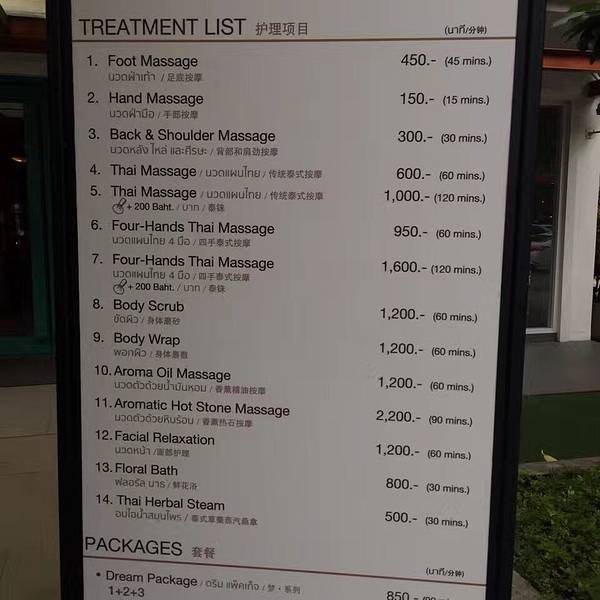 TREATMENT LIST 护理项目 (นาที/分钟)
1. Foot Massage 450.- (45 mins.)
นวดฝ่าเท้า / 足底按摩
2. Hand Massage 150.- (15 mins.)
นวดฝ่ามือ / 手部按摩
3. Back & Shoulder Massage 300.- (30 mins.)
นวดหลัง ไหล่ และศีรษะ / 背部和肩劲按摩
4. Thai Massage / นวดแผนไทย / 传统泰式按摩 600.- (60 mins.)
5. Thai Massage / นวดแผนไทย / 传统泰式按摩 1,000.- (120 mins.)
+ 200 Baht. / บาท / 泰铢
6. Four-Hands Thai Massage 950.- (60 mins.)
นวดแผนไทย 4 มือ / 四手泰式按摩
7. Four-Hands Thai Massage 1,600.- (120 mins.)
นวดแผนไทย 4 มือ / 四手泰式按摩
+ 200 Baht. / บาท / 泰铢
8. Body Scrub 1,200.- (60 mins.)
ขัดผิว / 身体磨砂
9. Body Wrap 1,200.- (60 mins.)
พอกผิว / 身体裹敷
10. Aroma Oil Massage 1,200.- (60 mins.)
นวดตัวด้วยน้ำมันหอม / 香薰精油按摩
11. Aromatic Hot Stone Massage 2,200.- (90 mins.)
นวดตัวด้วยหินร้อน / 香薰热石按摩
12. Facial Relaxation 1,200.- (60 mins.)
นวดหน้า / 面部护理
13. Floral Bath 800.- (30 mins.)
ฟลอรัล บาธ / 鲜花浴
14. Thai Herbal Steam 500.- (30 mins.)
อบไอน้ำสมุนไพร / 泰式草藥蒸汽桑拿
PACKAGES 套餐 (นาที/分钟)
• Dream Package / ดรีม แพ็คเก็จ / 梦 · 系列
1+2+3 850.-